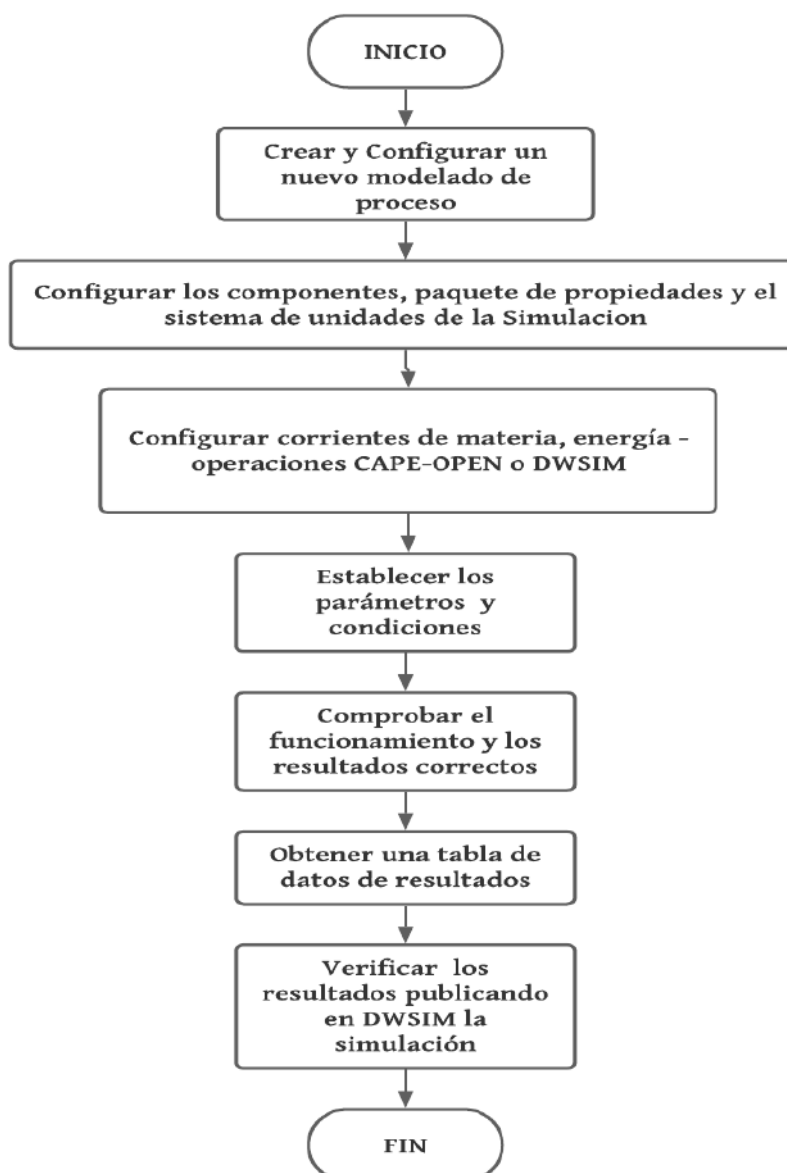 INICIO
Crear y Configurar un
nuevo modelado de
proceso
Configurar los componentes, paquete de propiedades y el
sistema de unidades de la Simulacion
Configurar corrientes de materia, energía –
operaciones CAPE-OPEN o DWSIM
Establecer los
parámetros y
condiciones
Comprobar el
funcionamiento y los
resultados correctos
Obtener una tabla de
datos de resultados
Verificar los
resultados publicando
en DWSIM la
simulación
FIN